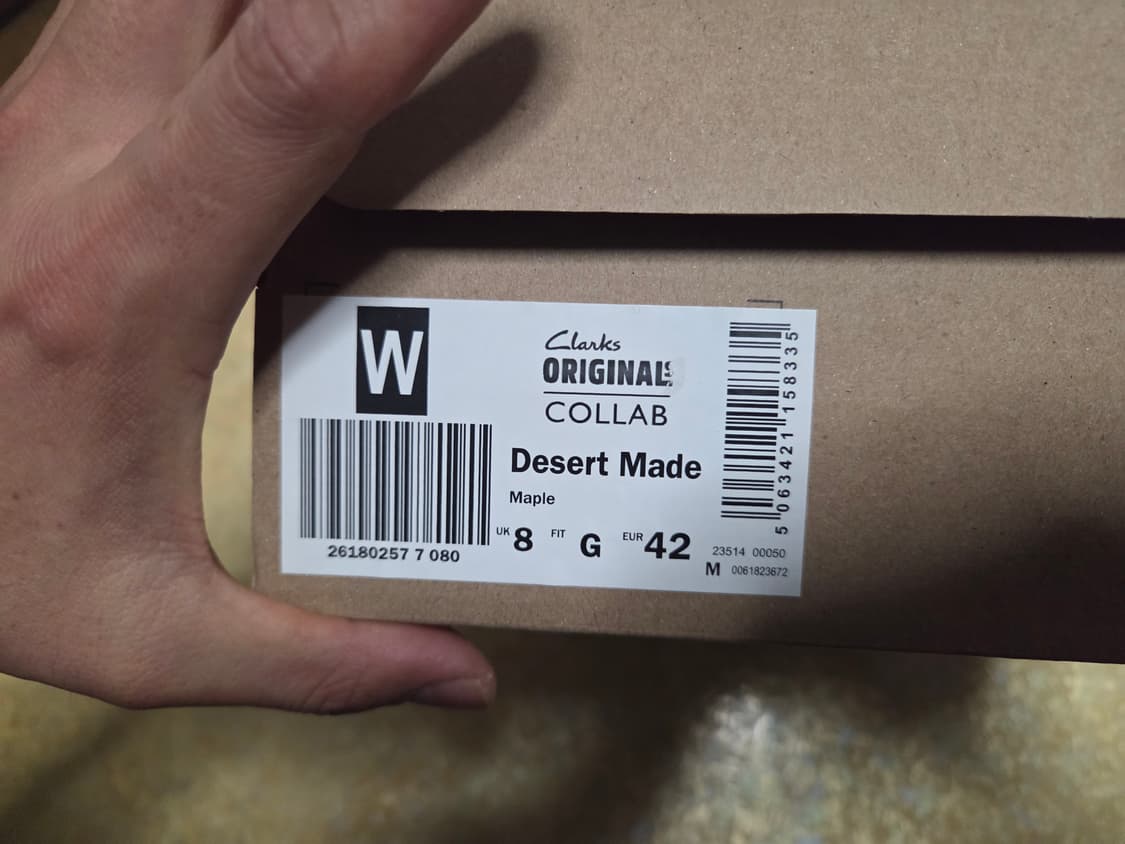 W
Clarks
ORIGINALS
COLLAB
Desert Made
Maple
UK 8 FIT G EUR 42
26180257 7 080
23514 00050
M 0061823672
5 063421 158335